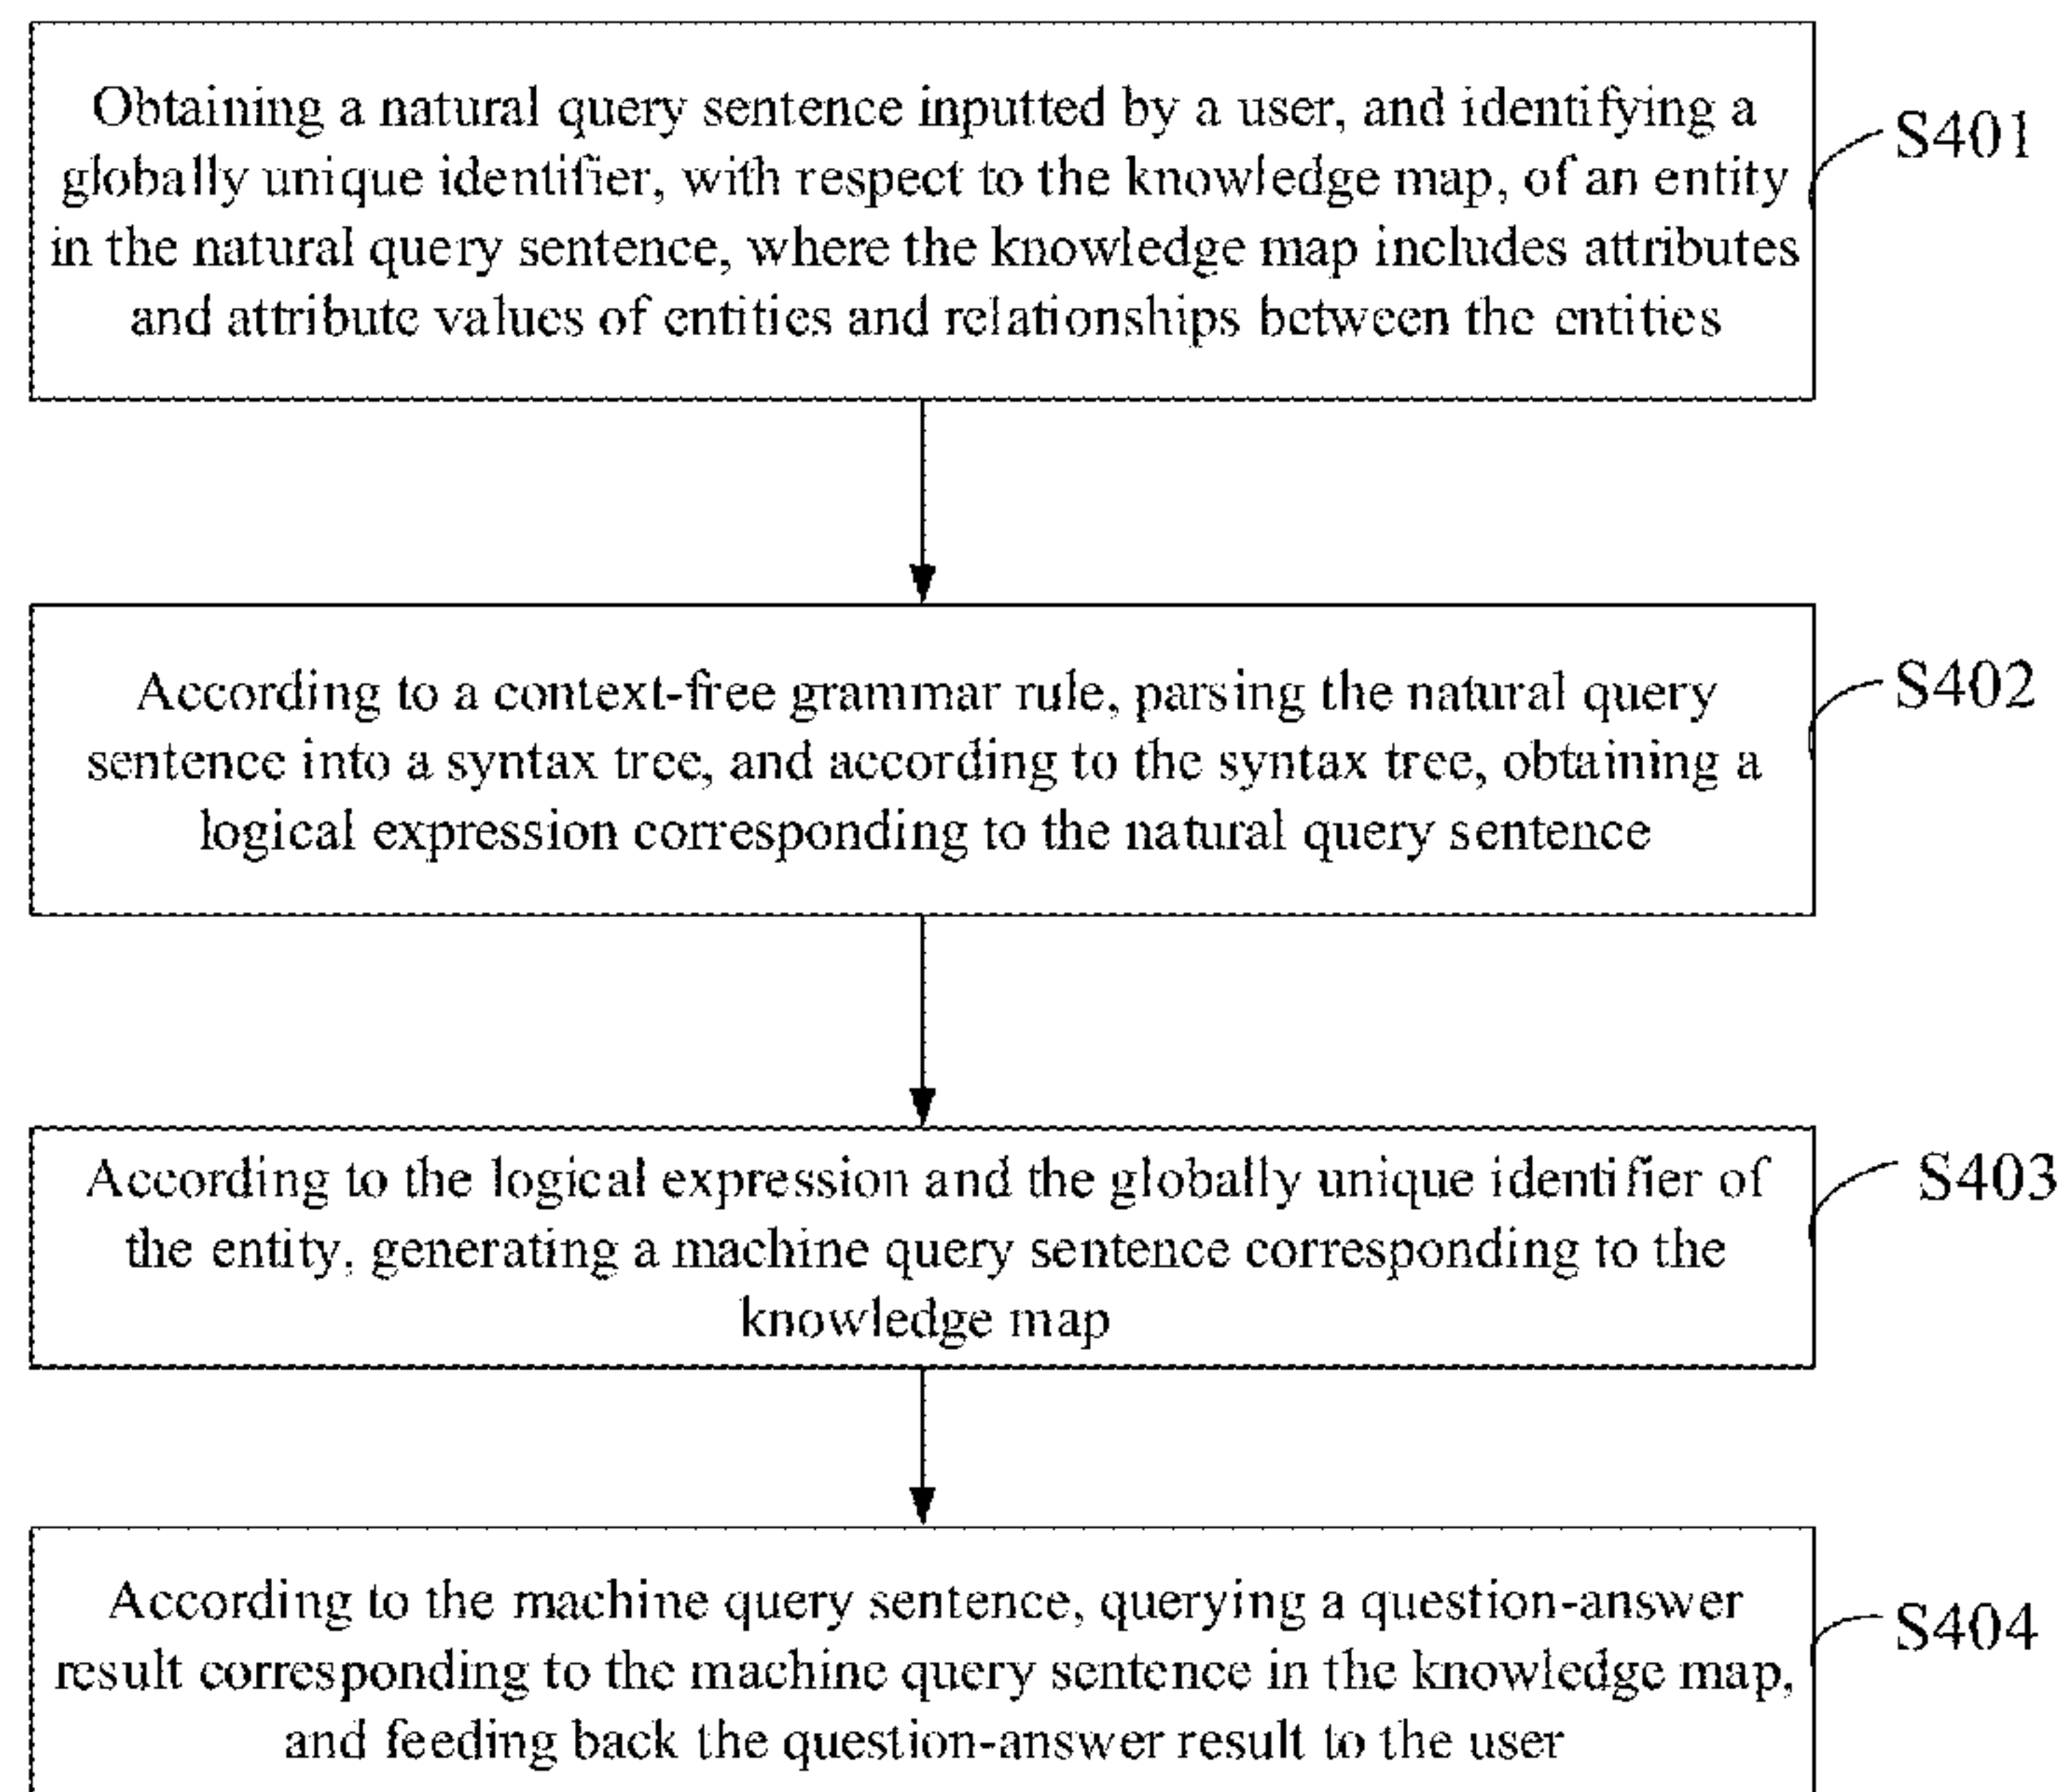 Obtaining a natural query sentence inputted by a user, and identifying a
globally unique identifier, with respect to the knowledge map, of an entity
in the natural query sentence, where the knowledge map includes attributes
and attribute values of entities and relationships between the entities
S401
According to a context-free grammar rule, parsing the natural query
sentence into a syntax tree, and according to the syntax tree, obtaining a
logical expression corresponding to the natural query sentence
S402
According to the logical expression and the globally unique identifier of
the entity, generating a machine query sentence corresponding to the
knowledge map
S403
According to the machine query sentence, querying a question-answer
result corresponding to the machine query sentence in the knowledge map,
and feeding back the question-answer result to the user
S404